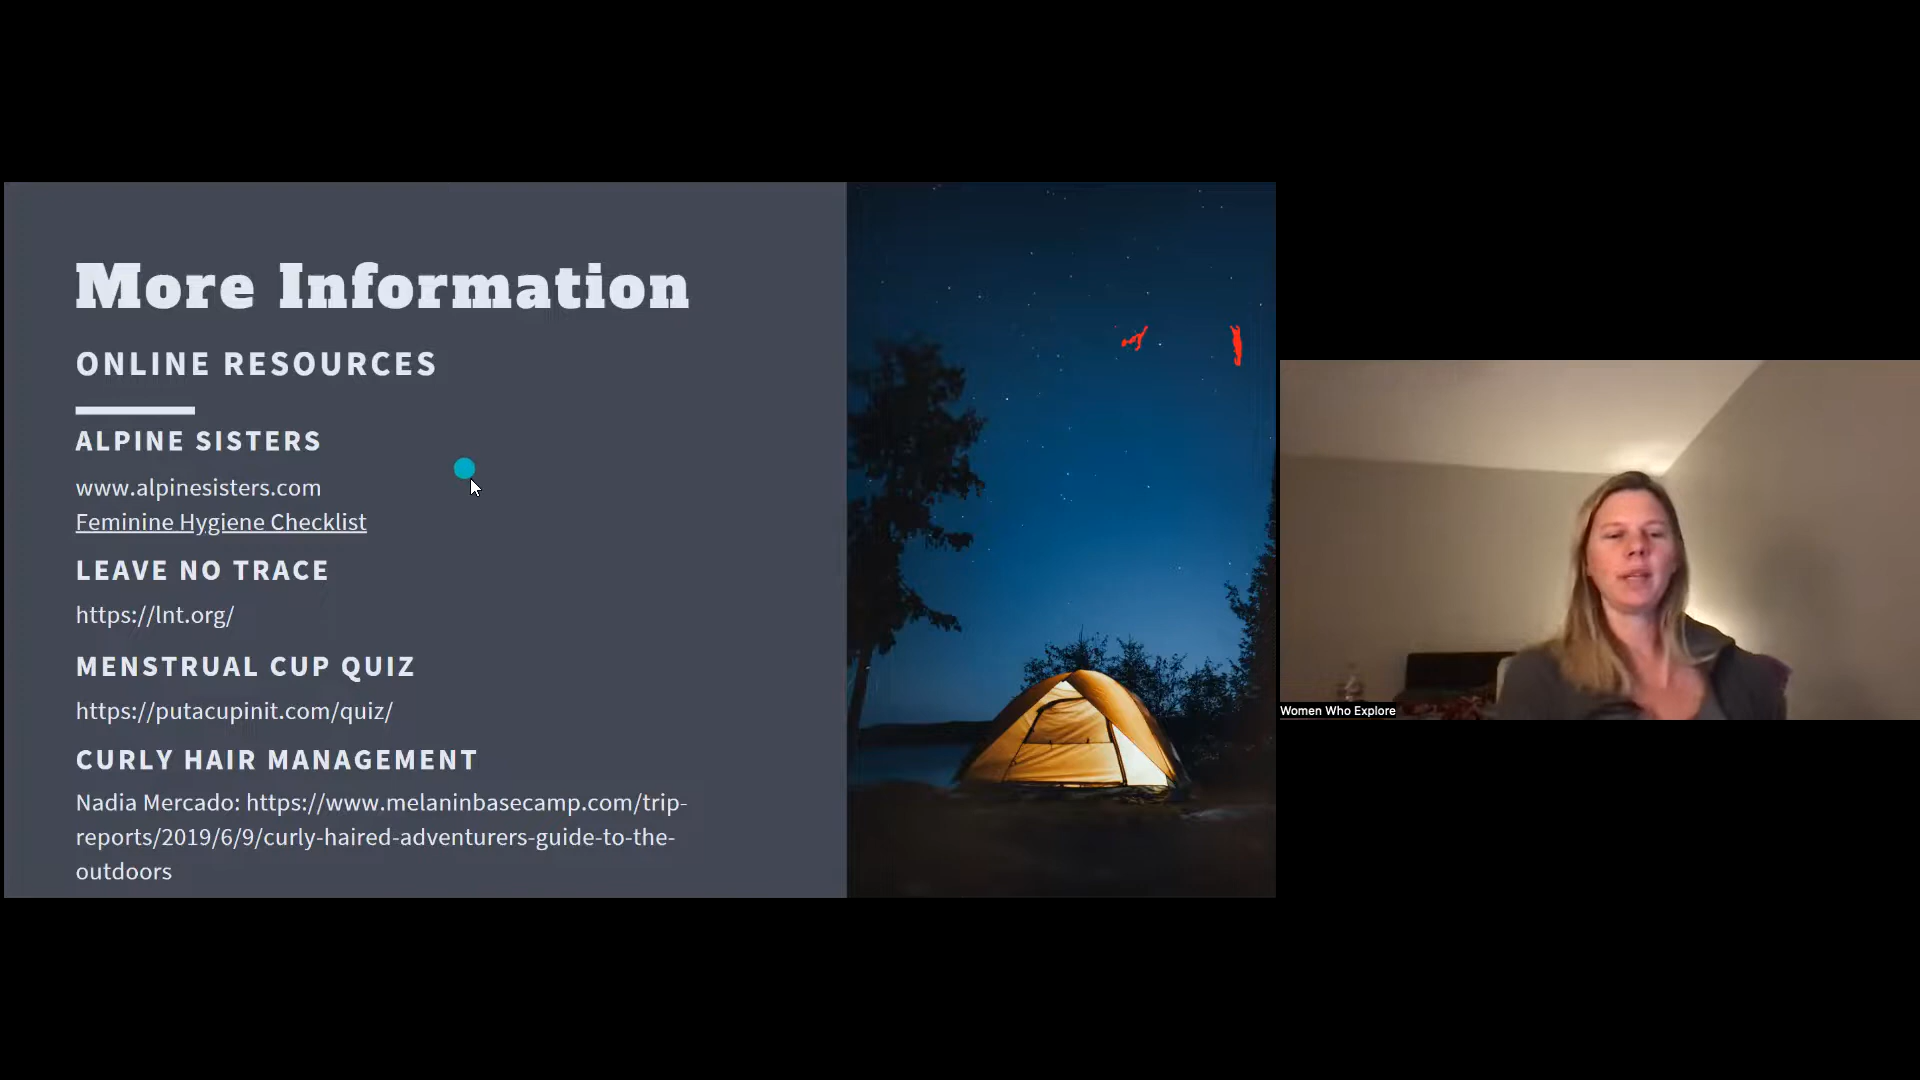 More Information
ONLINE RESOURCES
ALPINE SISTERS
www.alpinesisters.com
Feminine Hygiene Checklist
LEAVE NO TRACE
https://lnt.org/
MENSTRUAL CUP QUIZ
https://putacupinit.com/quiz/
CURLY HAIR MANAGEMENT
Nadia Mercado: https://www.melaninbasecamp.com/trip-
reports/2019/6/9/curly-haired-adventurers-guide-to-the-
outdoors
Women Who Explore